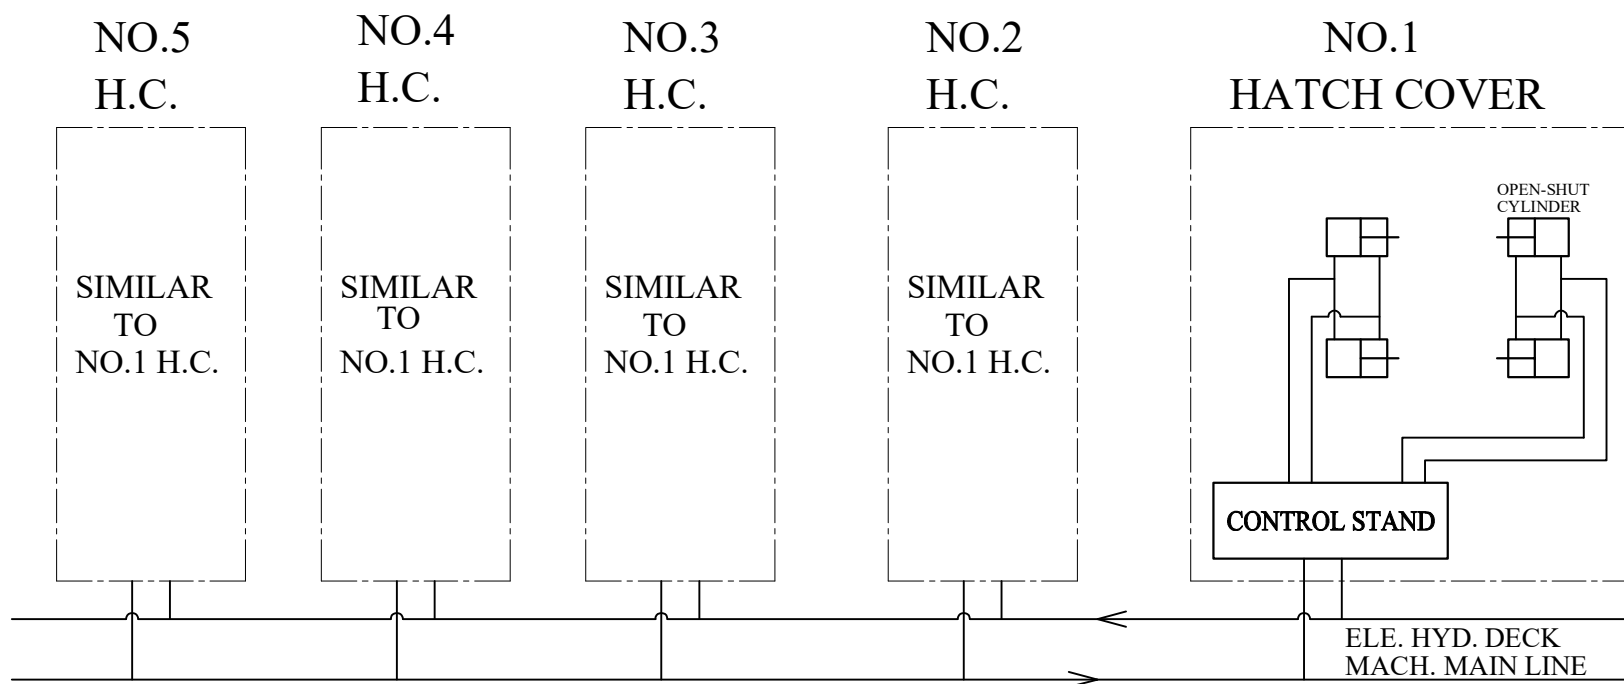 NO.5
H.C.
NO.4
H.C.
NO.3
H.C.
NO.2
H.C.
NO.1
HATCH COVER
SIMILAR
TO
NO.1 H.C.
SIMILAR
TO
NO.1 H.C.
SIMILAR
TO
NO.1 H.C.
SIMILAR
TO
NO.1 H.C.
OPEN-SHUT
CYLINDER
CONTROL STAND
ELE. HYD. DECK
MACH. MAIN LINE